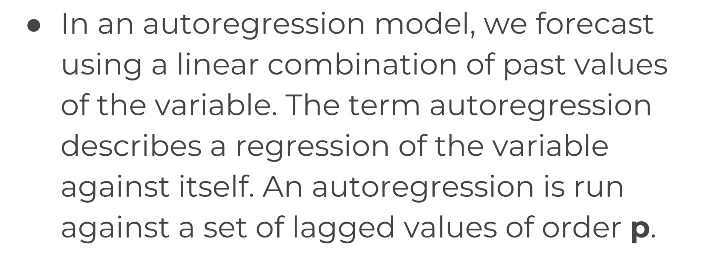 ● In an autoregression model, we forecast
using a linear combination of past values
of the variable. The term autoregression
describes a regression of the variable
against itself. An autoregression is run
against a set of lagged values of order p.